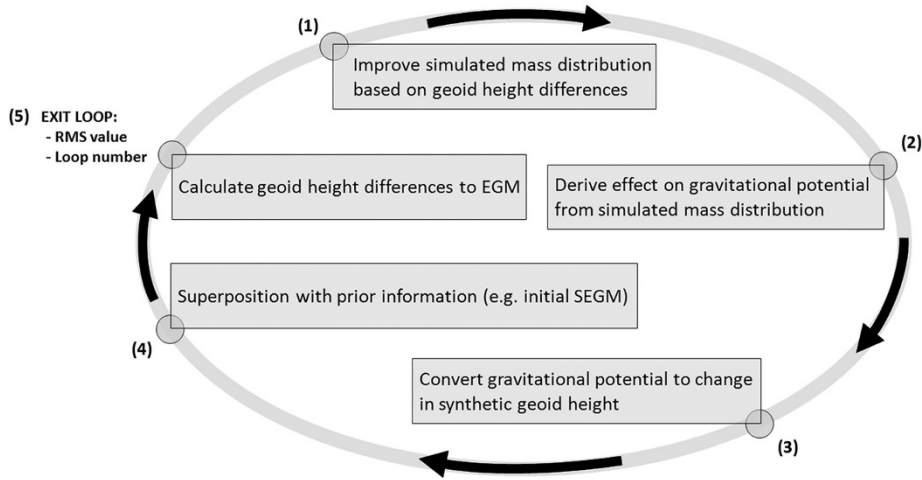 (1)
Improve simulated mass distribution
based on geoid height differences
(2)
Derive effect on gravitational potential
from simulated mass distribution
(3)
Convert gravitational potential to change
in synthetic geoid height
(4)
Superposition with prior information (e.g. initial SEGM)
(5) EXIT LOOP:
- RMS value
- Loop number
Calculate geoid height differences to EGM